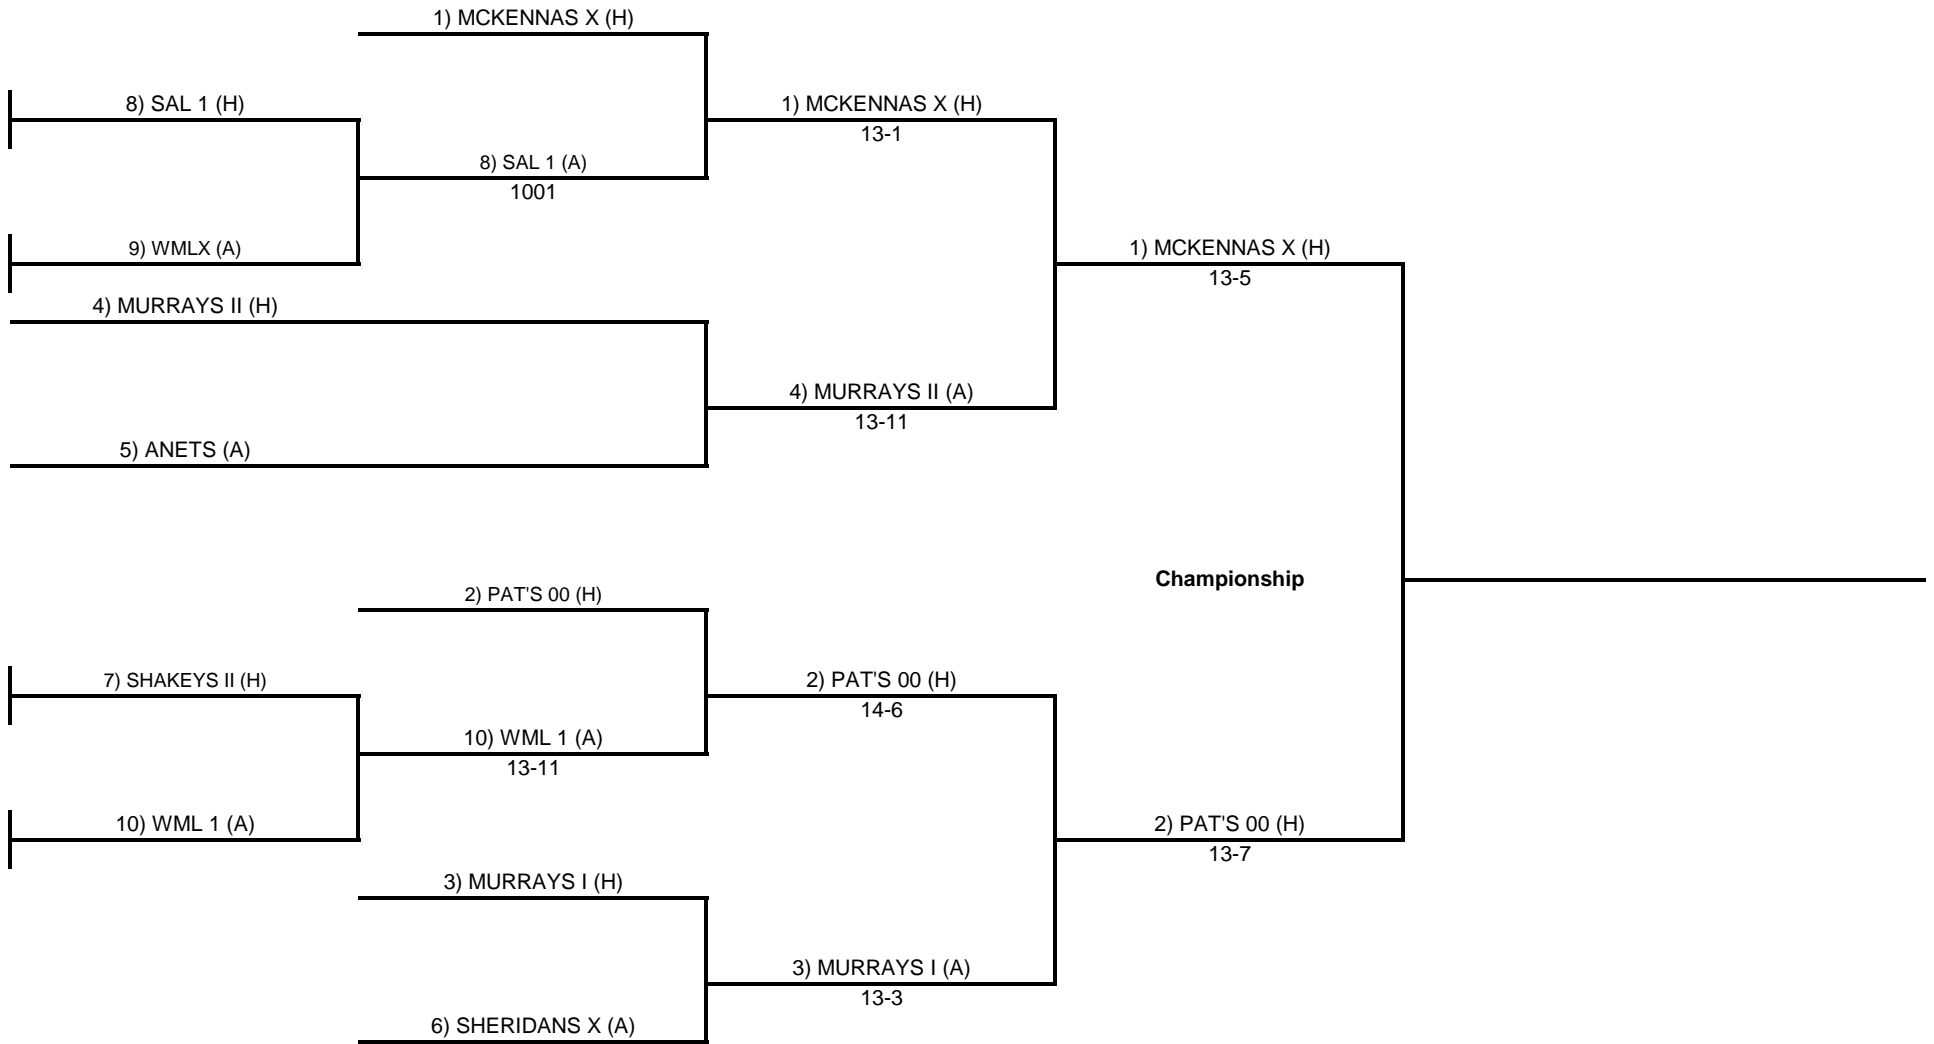 1) MCKENNAS X (H)
8) SAL 1 (H)
1) MCKENNAS X (H)
13-1
8) SAL 1 (A)
1001
9) WMLX (A)
1) MCKENNAS X (H)
13-5
4) MURRAYS II (H)
4) MURRAYS II (A)
13-11
5) ANETS (A)
Championship
2) PAT'S 00 (H)
7) SHAKEYS II (H)
2) PAT'S 00 (H)
14-6
10) WML 1 (A)
13-11
10) WML 1 (A)
2) PAT'S 00 (H)
13-7
3) MURRAYS I (H)
3) MURRAYS I (A)
13-3
6) SHERIDANS X (A)